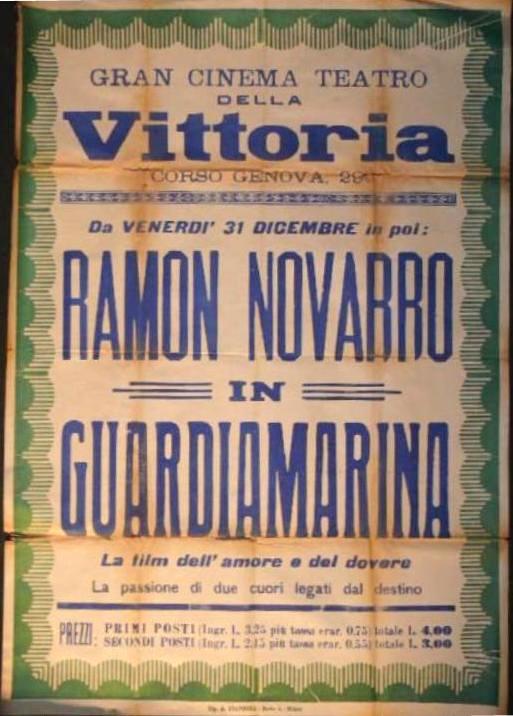 GRAN CINEMA TEATRO
DELLA
Vittoria
CORSO GENOVA, 29
Da VENERDI' 31 DICEMBRE in poi:
RAMON NOVARRO
IN
GUARDIAMARINA
La film dell'amore e del dovere
La passione di due cuori legati dal destino
PREZZI: PRIMI POSTI (Ingr. L. 3,25 più tassa erar. 0,75) totale L. 4,00
SECONDI POSTI (Ingr. L. 2,45 più tassa erar. 0,55) totale L. 3,00